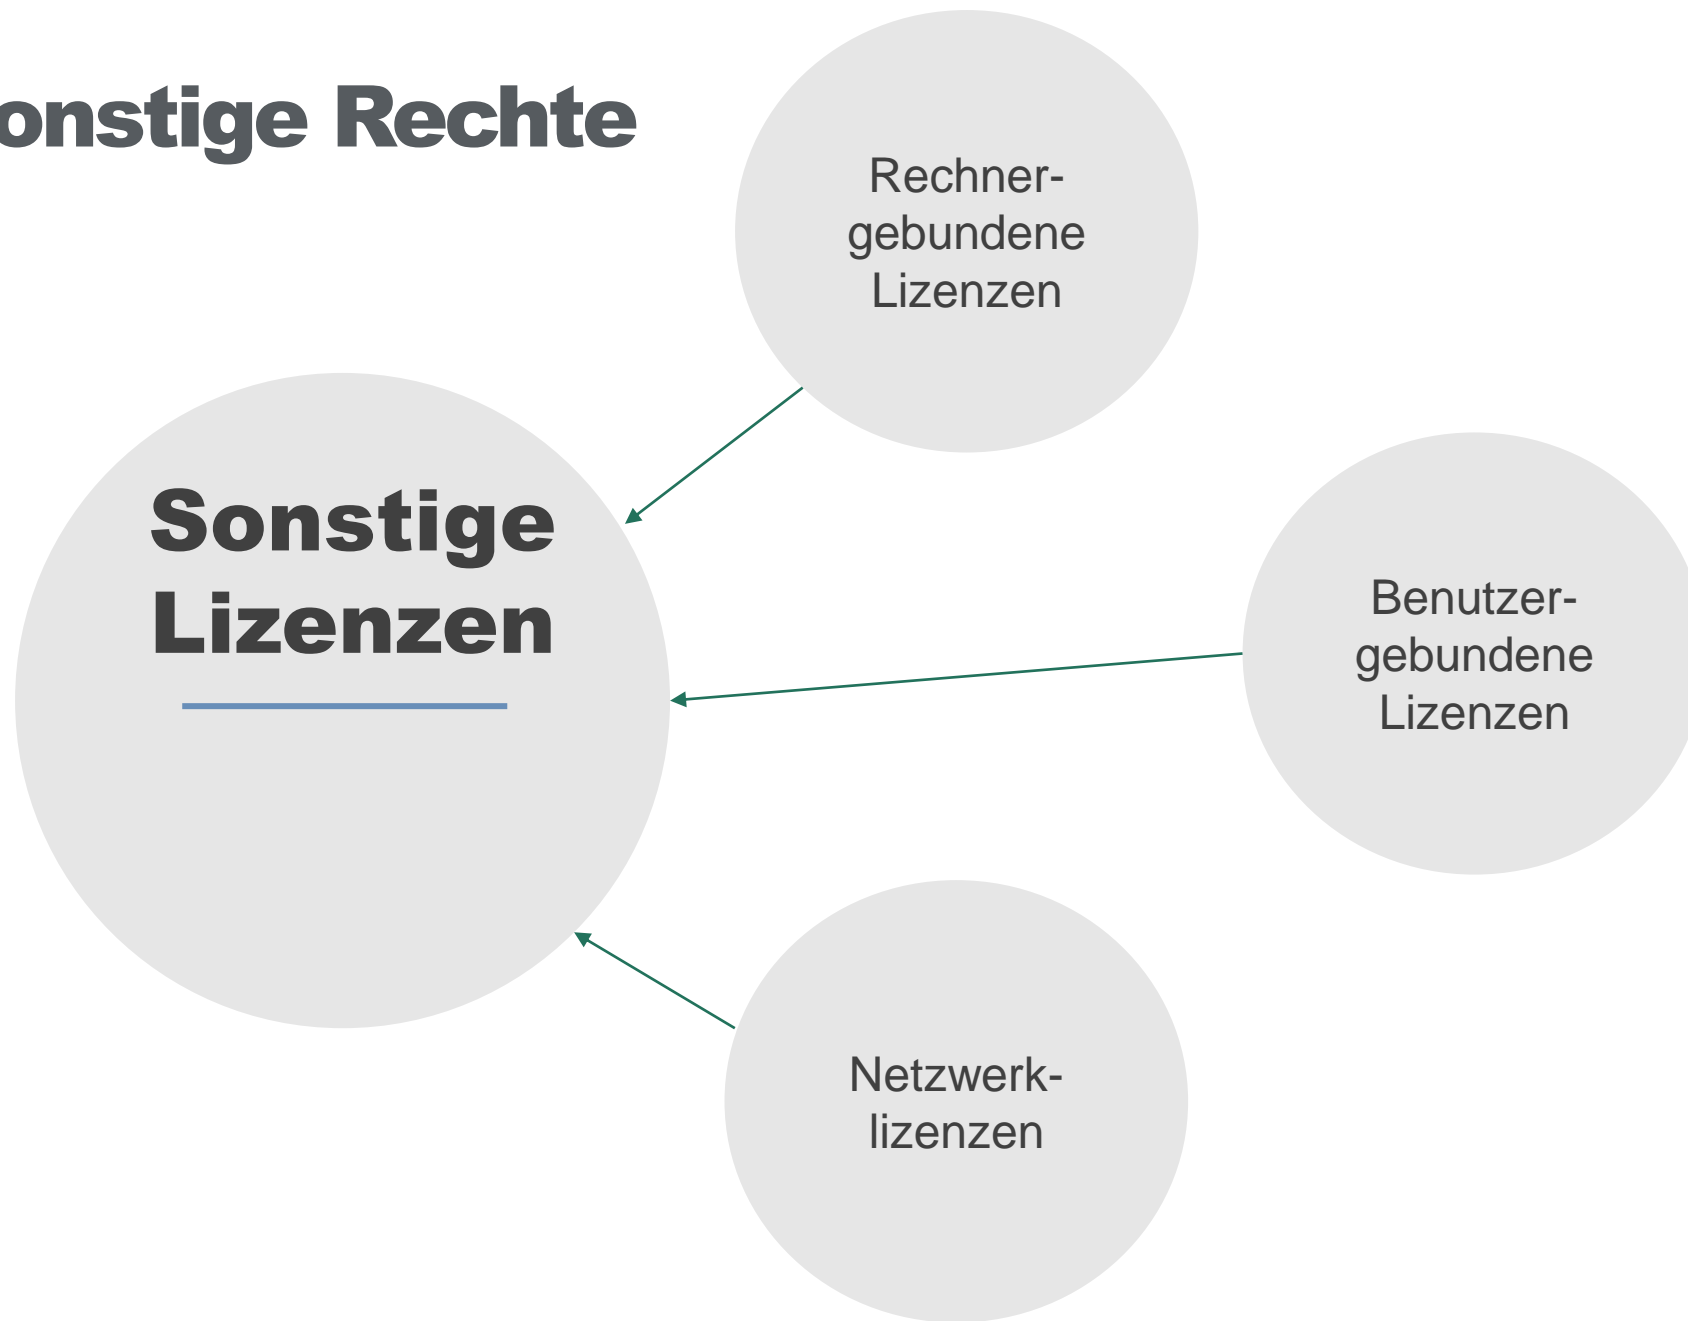 onstige Rechte
Rechner-
gebundene
Lizenzen
Sonstige
Lizenzen
Benutzer-
gebundene
Lizenzen
Netzwerk-
lizenzen